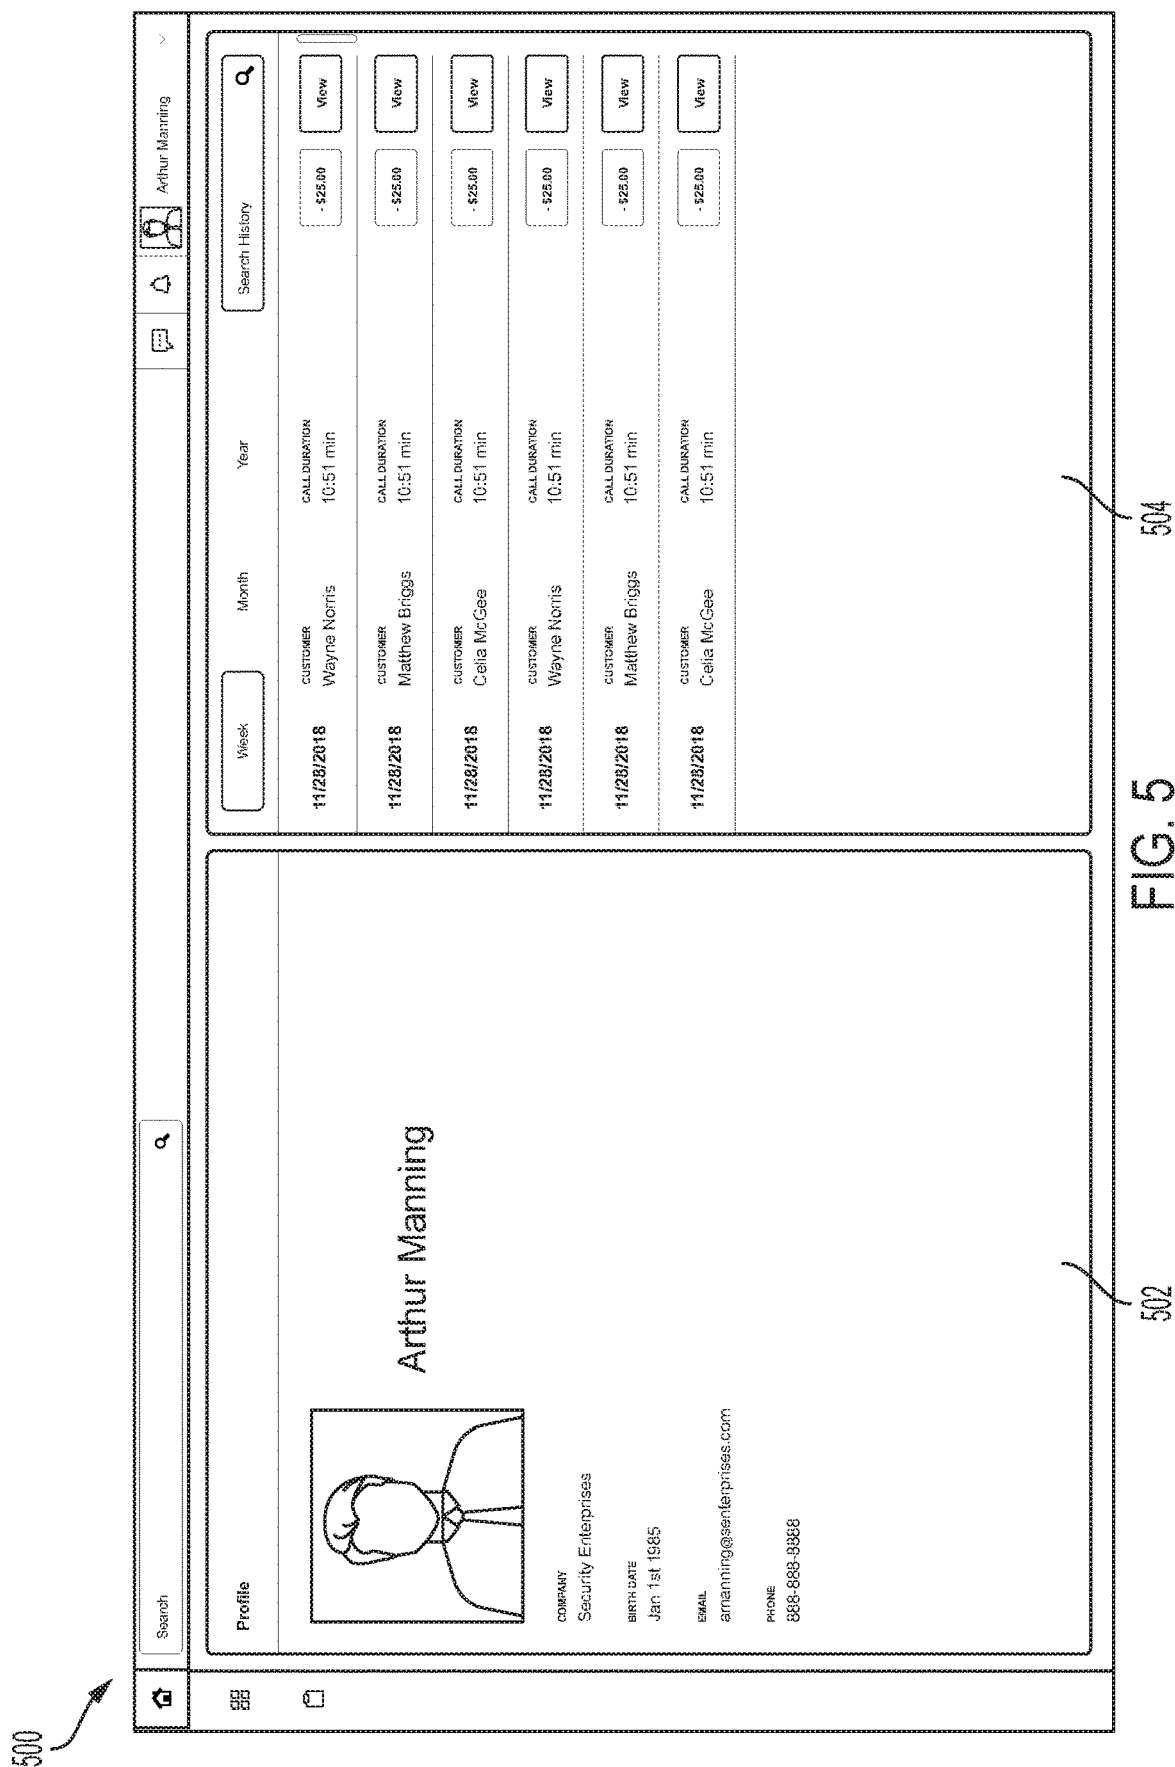 500
Search
Arthur Manning
Profile
Arthur Manning
COMPANY
Security Enterprises
BIRTH DATE
Jan 1st 1985
EMAIL
amanning@senterprises.com
PHONE
888-888-8888
502
Week Month Year Search History
11/28/2018 CUSTOMER Wayne Norris CALL DURATION 10:51 min - $25.00 View
11/28/2018 CUSTOMER Matthew Briggs CALL DURATION 10:51 min - $25.00 View
11/28/2018 CUSTOMER Celia McGee CALL DURATION 10:51 min - $25.00 View
11/28/2018 CUSTOMER Wayne Norris CALL DURATION 10:51 min - $25.00 View
11/28/2018 CUSTOMER Matthew Briggs CALL DURATION 10:51 min - $25.00 View
11/28/2018 CUSTOMER Celia McGee CALL DURATION 10:51 min - $25.00 View
504
FIG. 5